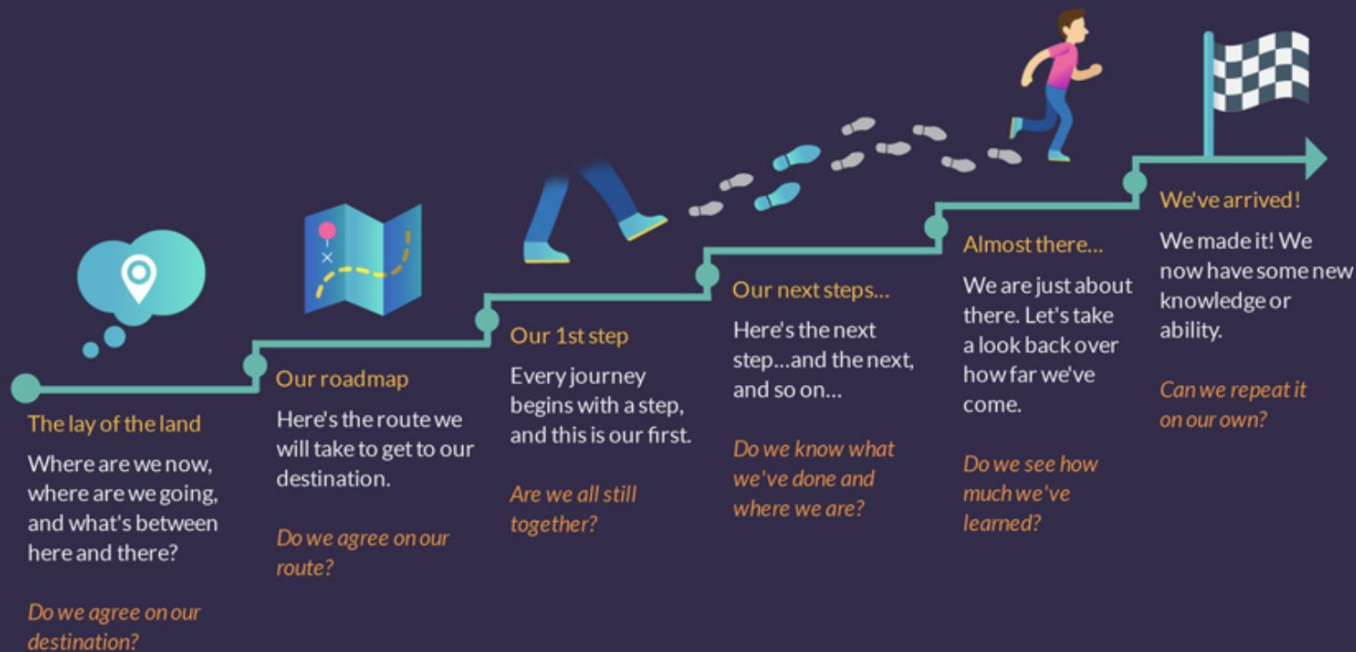 The lay of the land
Where are we now,
where are we going,
and what's between
here and there?
Do we agree on our
destination?
Our roadmap
Here's the route we
will take to get to our
destination.
Do we agree on our
route?
Our 1st step
Every journey
begins with a step,
and this is our first.
Are we all still
together?
Our next steps...
Here's the next
step...and the next,
and so on...
Do we know what
we've done and
where we are?
Almost there...
We are just about
there. Let's take
a look back over
how far we've
come.
Do we see how
much we've
learned?
We've arrived!
We made it! We
now have some new
knowledge or
ability.
Can we repeat it
on our own?